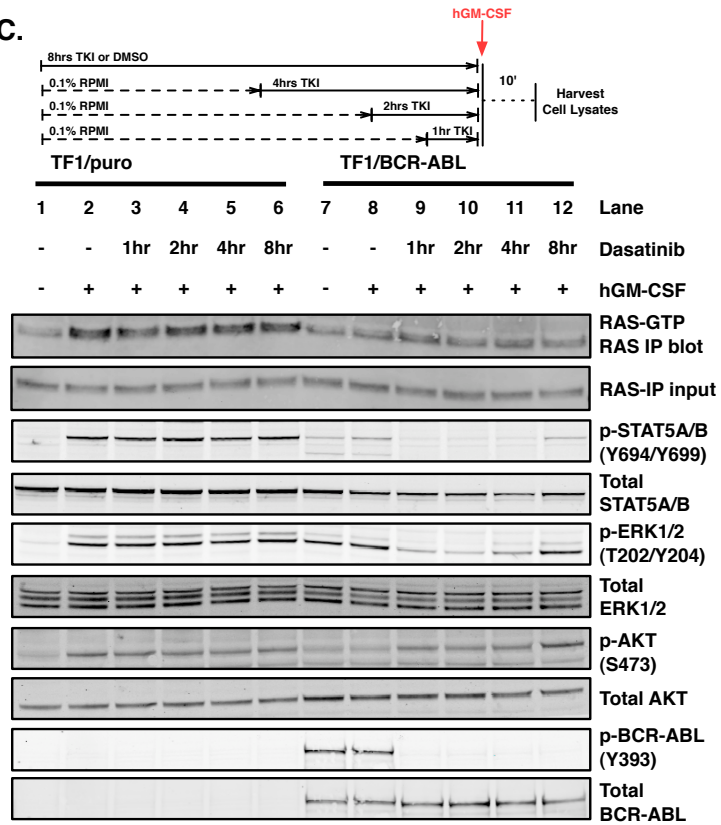 C.
hGM-CSF
8hrs TKI or DMSO
0.1% RPMI 4hrs TKI
0.1% RPMI 2hrs TKI
0.1% RPMI 1hr TKI
10'
Harvest
Cell Lysates
TF1/puro TF1/BCR-ABL
1 2 3 4 5 6 7 8 9 10 11 12 Lane
- - 1hr 2hr 4hr 8hr - - 1hr 2hr 4hr 8hr Dasatinib
- + + + + + - + + + + + hGM-CSF
RAS-GTP
RAS IP blot
RAS-IP input
p-STAT5A/B
(Y694/Y699)
Total
STAT5A/B
p-ERK1/2
(T202/Y204)
Total
ERK1/2
p-AKT
(S473)
Total AKT
p-BCR-ABL
(Y393)
Total
BCR-ABL